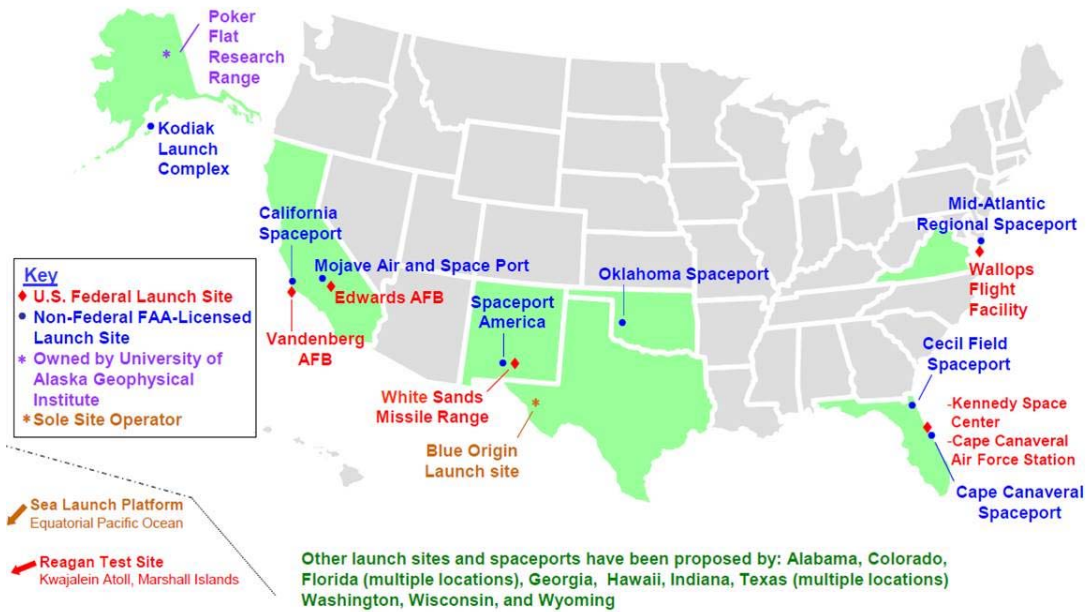 Poker
Flat
Research
Range
Kodiak
Launch
Complex
California
Spaceport
Mojave Air and Space Port
Edwards AFB
Vandenberg
AFB
Spaceport
America
White Sands
Missile Range
Oklahoma Spaceport
Blue Origin
Launch site
Mid-Atlantic
Regional Spaceport
Wallops
Flight
Facility
Cecil Field
Spaceport
-Kennedy Space
Center
-Cape Canaveral
Air Force Station
Cape Canaveral
Spaceport
Key
U.S. Federal Launch Site
Non-Federal FAA-Licensed
Launch Site
* Owned by University of
Alaska Geophysical
Institute
* Sole Site Operator
Sea Launch Platform
Equatorial Pacific Ocean
Reagan Test Site
Kwajalein Atoll, Marshall Islands
Other launch sites and spaceports have been proposed by: Alabama, Colorado,
Florida (multiple locations), Georgia, Hawaii, Indiana, Texas (multiple locations)
Washington, Wisconsin, and Wyoming